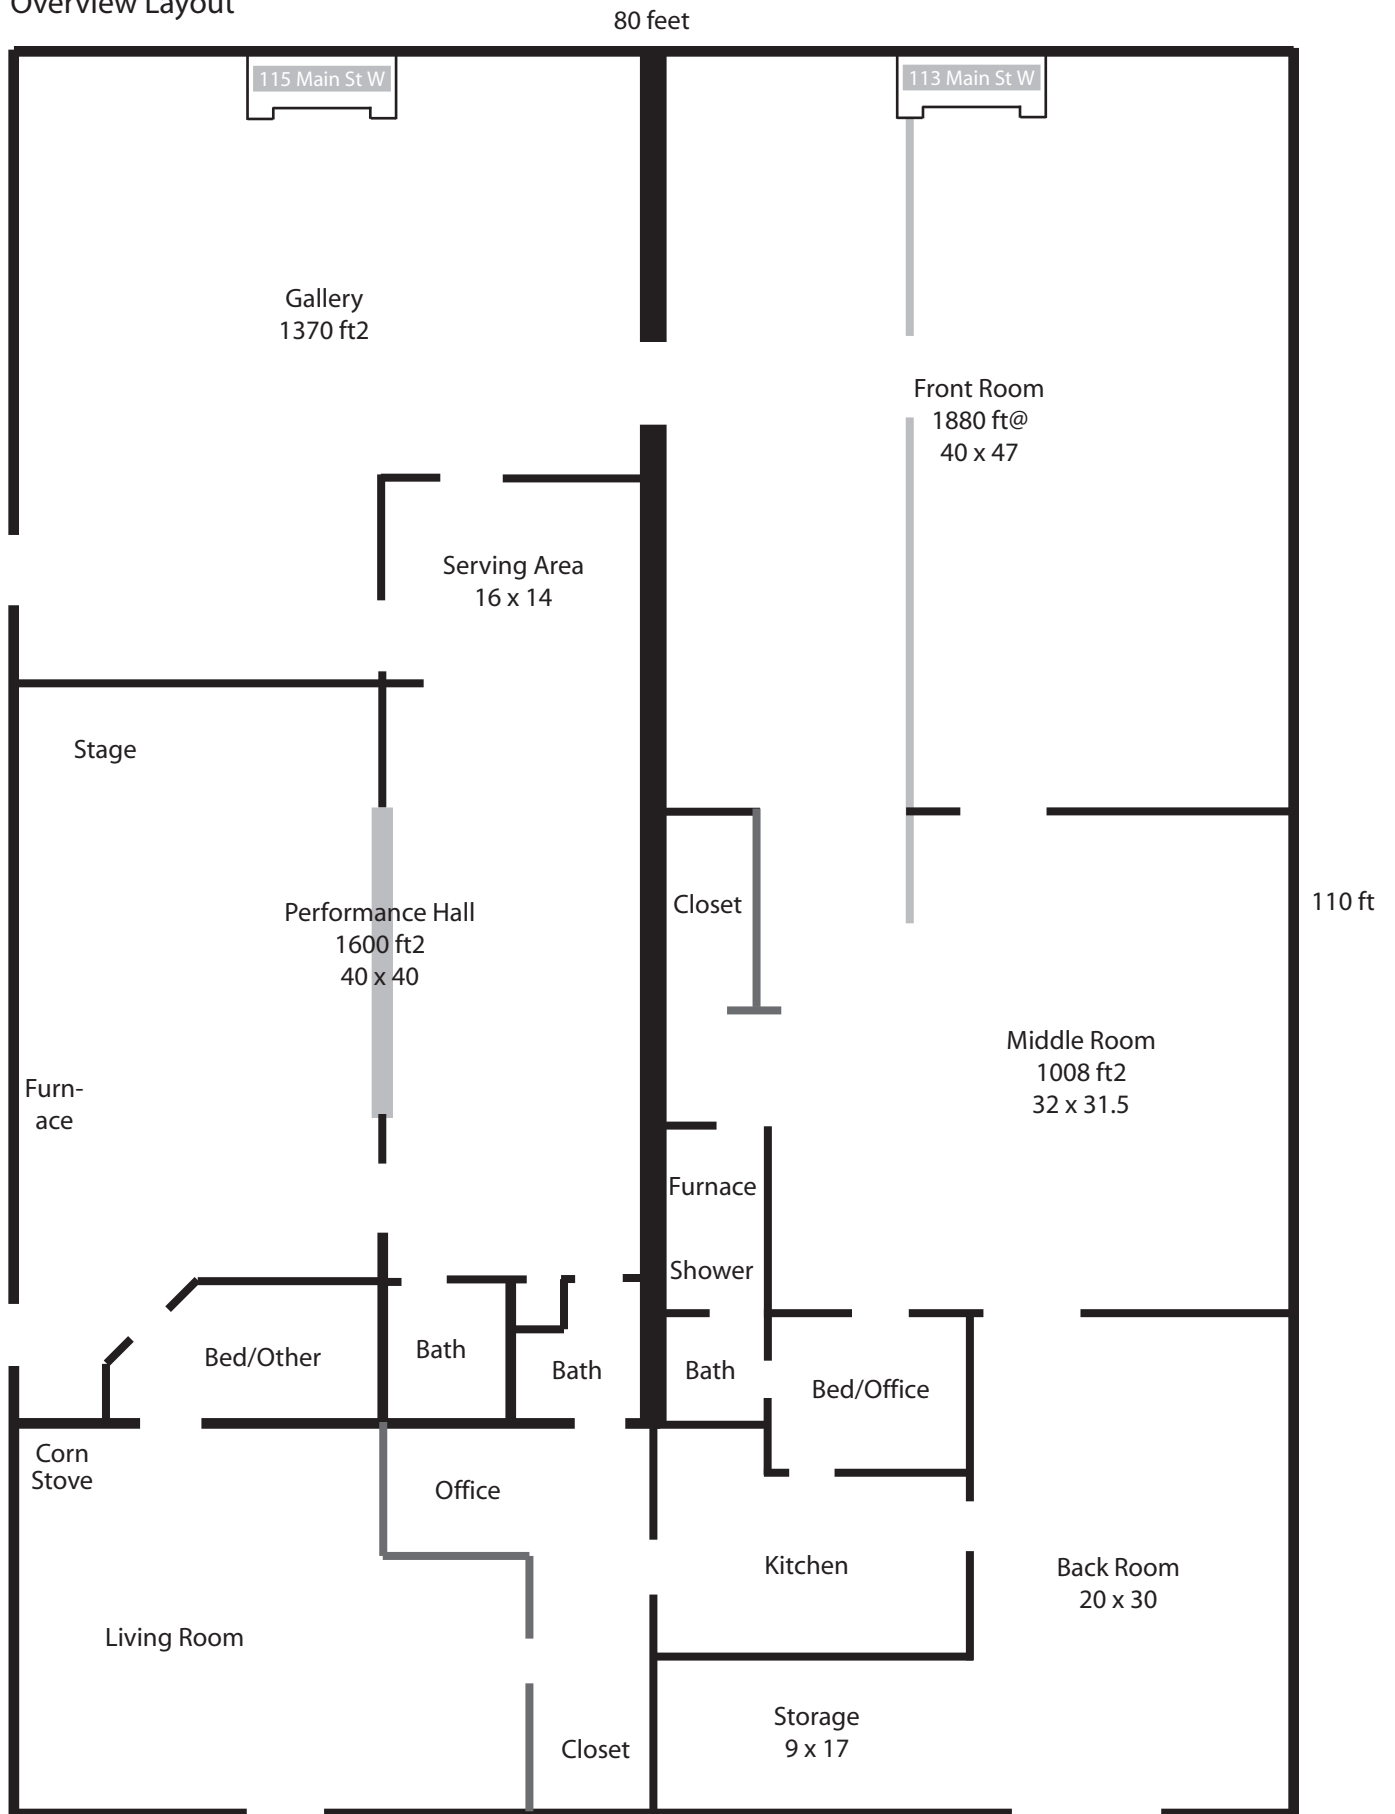 Overview Layout
80 feet
115 Main St W
113 Main St W
Gallery
1370 ft2
Front Room
1880 ft@
40 x 47
Serving Area
16 x 14
Stage
Closet
110 ft
Performance Hall
1600 ft2
40 x 40
Middle Room
1008 ft2
32 x 31.5
Furn-
ace
Furnace
Shower
Bed/Other
Bath
Bath
Bath
Bed/Office
Corn
Stove
Office
Kitchen
Back Room
20 x 30
Living Room
Storage
9 x 17
Closet